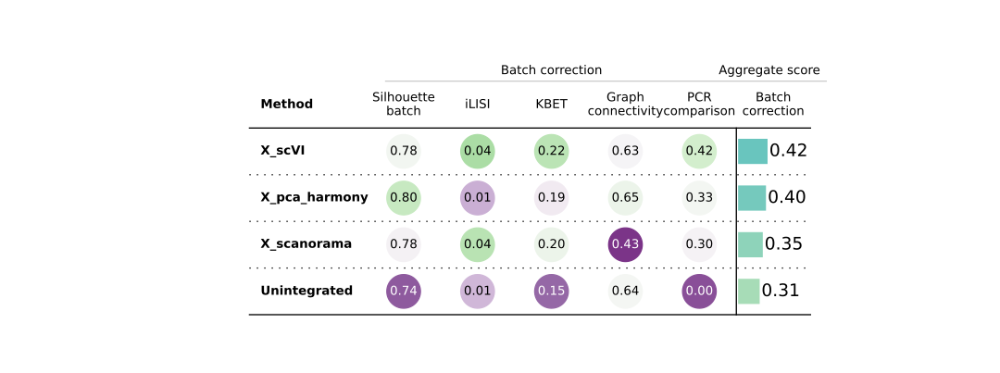 Batch correction Aggregate score
Method Silhouette batch iLISI KBET Graph connectivity PCR comparison Batch correction
X_scVI 0.78 0.04 0.22 0.63 0.42 0.42
X_pca_harmony 0.80 0.01 0.19 0.65 0.33 0.40
X_scanorama 0.78 0.04 0.20 0.43 0.30 0.35
Unintegrated 0.74 0.01 0.15 0.64 0.00 0.31